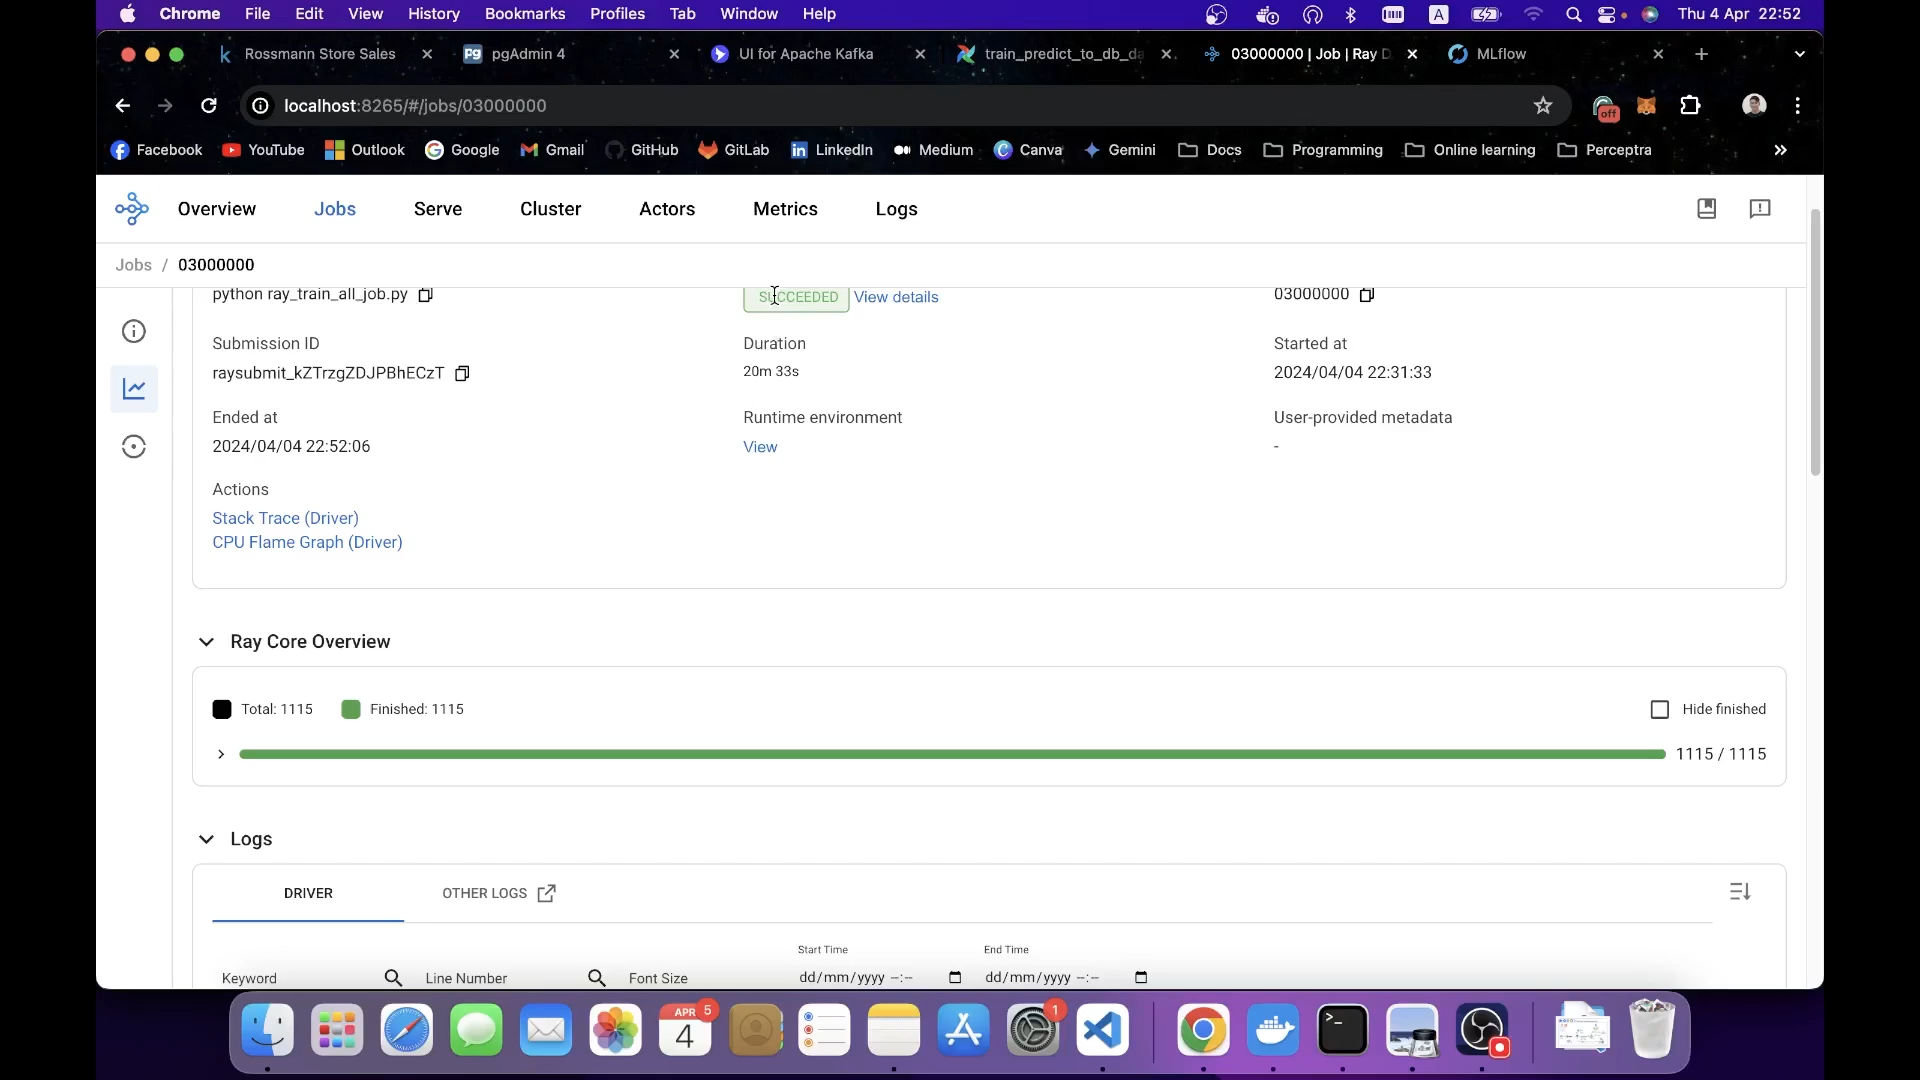 Chrome File Edit View History Bookmarks Profiles Tab Window Help A Thu 4 Apr 22:52
Rossmann Store Sales pgAdmin 4 UI for Apache Kafka train_predict_to_db_da 03000000 | Job | Ray D MLflow
localhost:8265/#/jobs/03000000 off
Facebook YouTube Outlook Google Gmail GitHub GitLab LinkedIn Medium Canva Gemini Docs Programming Online learning Perceptra
Overview Jobs Serve Cluster Actors Metrics Logs
Jobs / 03000000
python ray_train_all_job.py SUCCEEDED View details 03000000
Submission ID Duration Started at
raysubmit_kZTrzgZDJPBhECzT 20m 33s 2024/04/04 22:31:33
Ended at Runtime environment User-provided metadata
2024/04/04 22:52:06 View -
Actions
Stack Trace (Driver)
CPU Flame Graph (Driver)
Ray Core Overview
Total: 1115 Finished: 1115 Hide finished
1115 / 1115
Logs
DRIVER OTHER LOGS
Start Time End Time
Keyword Line Number Font Size dd/mm/yyyy --:-- dd/mm/yyyy --:--
APR 5 1
4